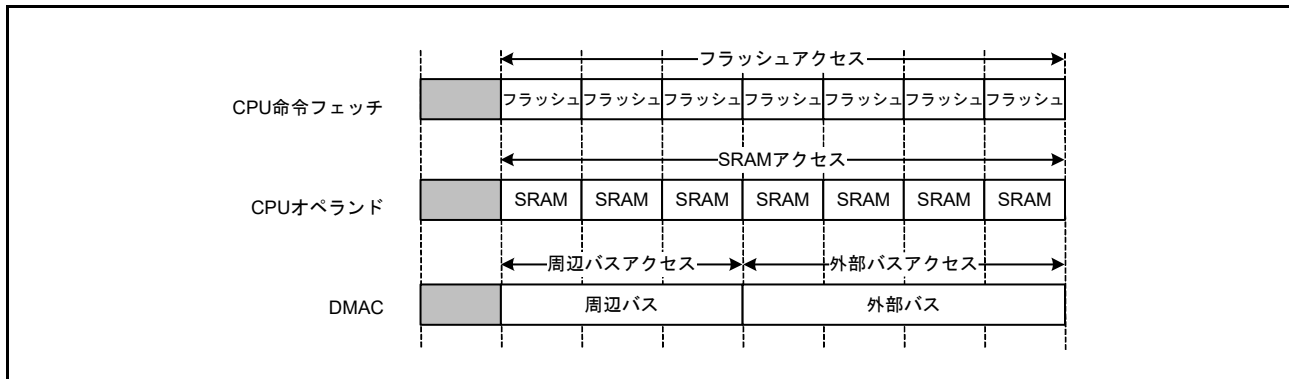 フラッシュアクセス
CPU命令フェッチ
フラッシュ フラッシュ フラッシュ フラッシュ フラッシュ フラッシュ フラッシュ
SRAMアクセス
CPUオペランド
SRAM SRAM SRAM SRAM SRAM SRAM SRAM
周辺バスアクセス 外部バスアクセス
DMAC
周辺バス 外部バス